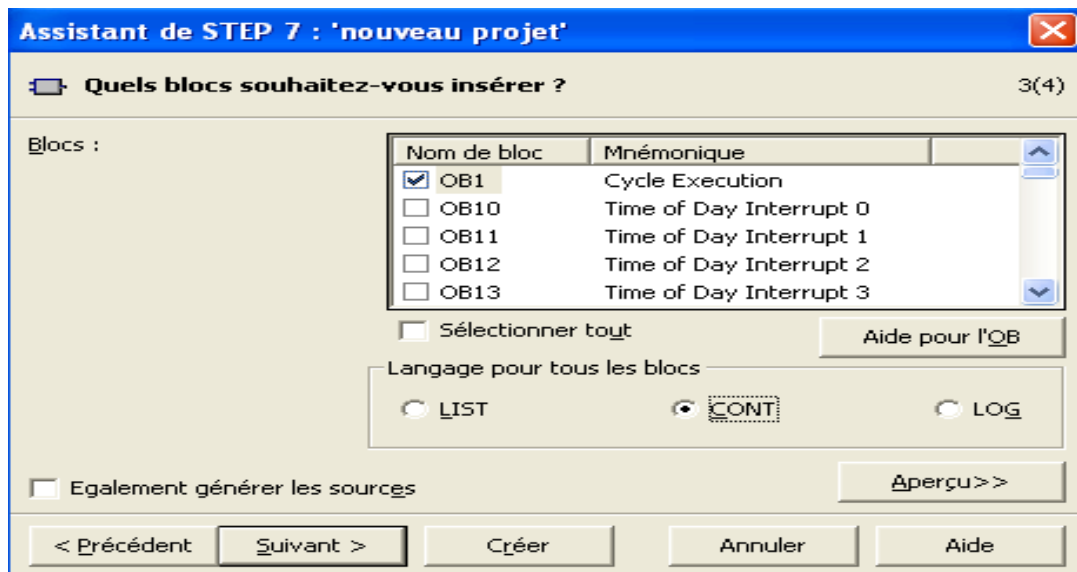 Assistant de STEP 7 : 'nouveau projet'
Quels blocs souhaitez-vous insérer ? 3(4)
Blocs :
Nom de bloc Mnémonique
OB1 Cycle Execution
OB10 Time of Day Interrupt 0
OB11 Time of Day Interrupt 1
OB12 Time of Day Interrupt 2
OB13 Time of Day Interrupt 3
Sélectionner tout
Aide pour l'OB
Langage pour tous les blocs
LIST CONT LOG
Egalement générer les sources
Aperçu>>
< Précédent Suivant > Créer Annuler Aide